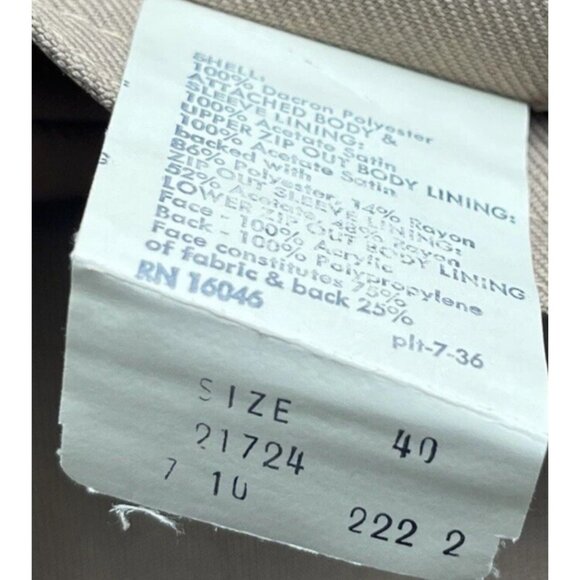 SHELL:
100% Dacron Polyester
ATTACHED BODY &
SLEEVE LINING:
100% Acetate Satin
UPPER ZIP OUT BODY LINING:
100% Acetate Satin
backed with
86% Polyester, 14% Rayon
ZIP OUT SLEEVE LINING:
52% Acetate, Rayon
LOWER ZIP OUT BODY LINING
Face - 100% Acrylic
Back - 100% Polypropylene
Face constitutes 75%
of fabric & back 25%
RN 16046
plt-7-36
SIZE 40
21724
7 10 222 2